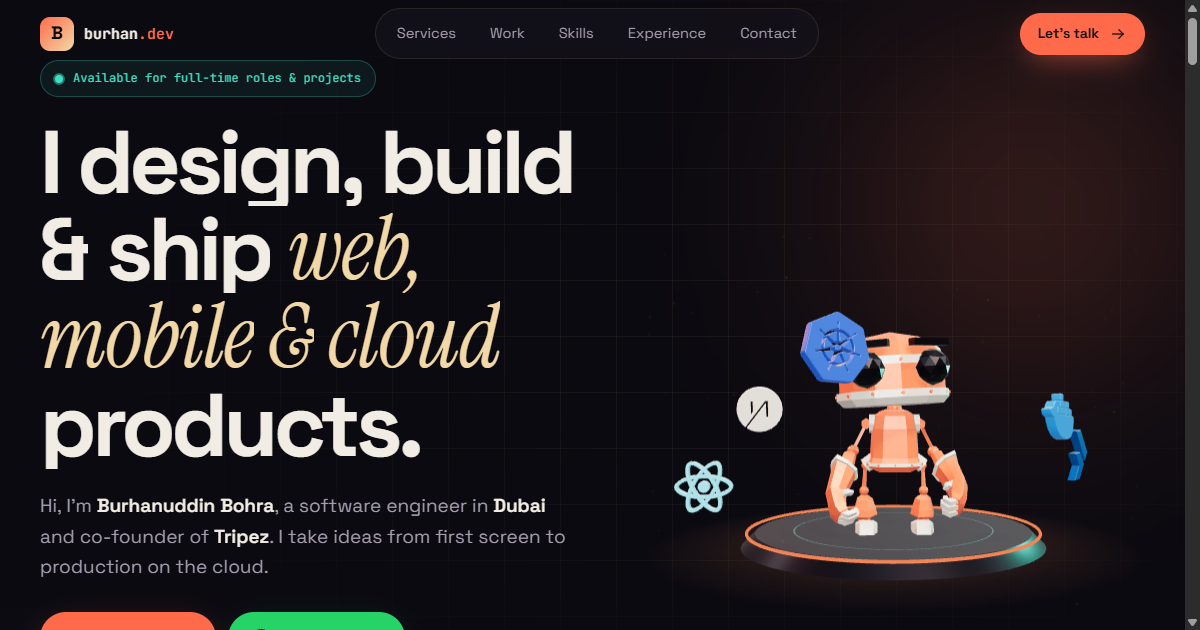 B burhan.dev
Services Work Skills Experience Contact
Let's talk →
Available for full-time roles & projects
I design, build
& ship web,
mobile & cloud
products.
Hi, I'm Burhanuddin Bohra, a software engineer in Dubai
and co-founder of Tripez. I take ideas from first screen to
production on the cloud.